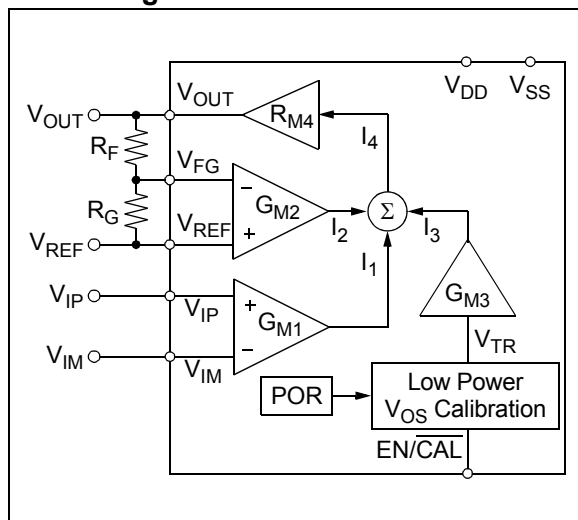 V_DD
V_SS
V_OUT
V_OUT
R_M4
R_F
I_4
V_FG
−
G_M2
Σ
R_G
V_REF
+
I_2
I_3
V_REF
I_1
G_M3
V_IP
V_IP
+
G_M1
−
V_TR
V_IM
V_IM
POR
Low Power
V_OS Calibration
EN/C̅A̅L̅